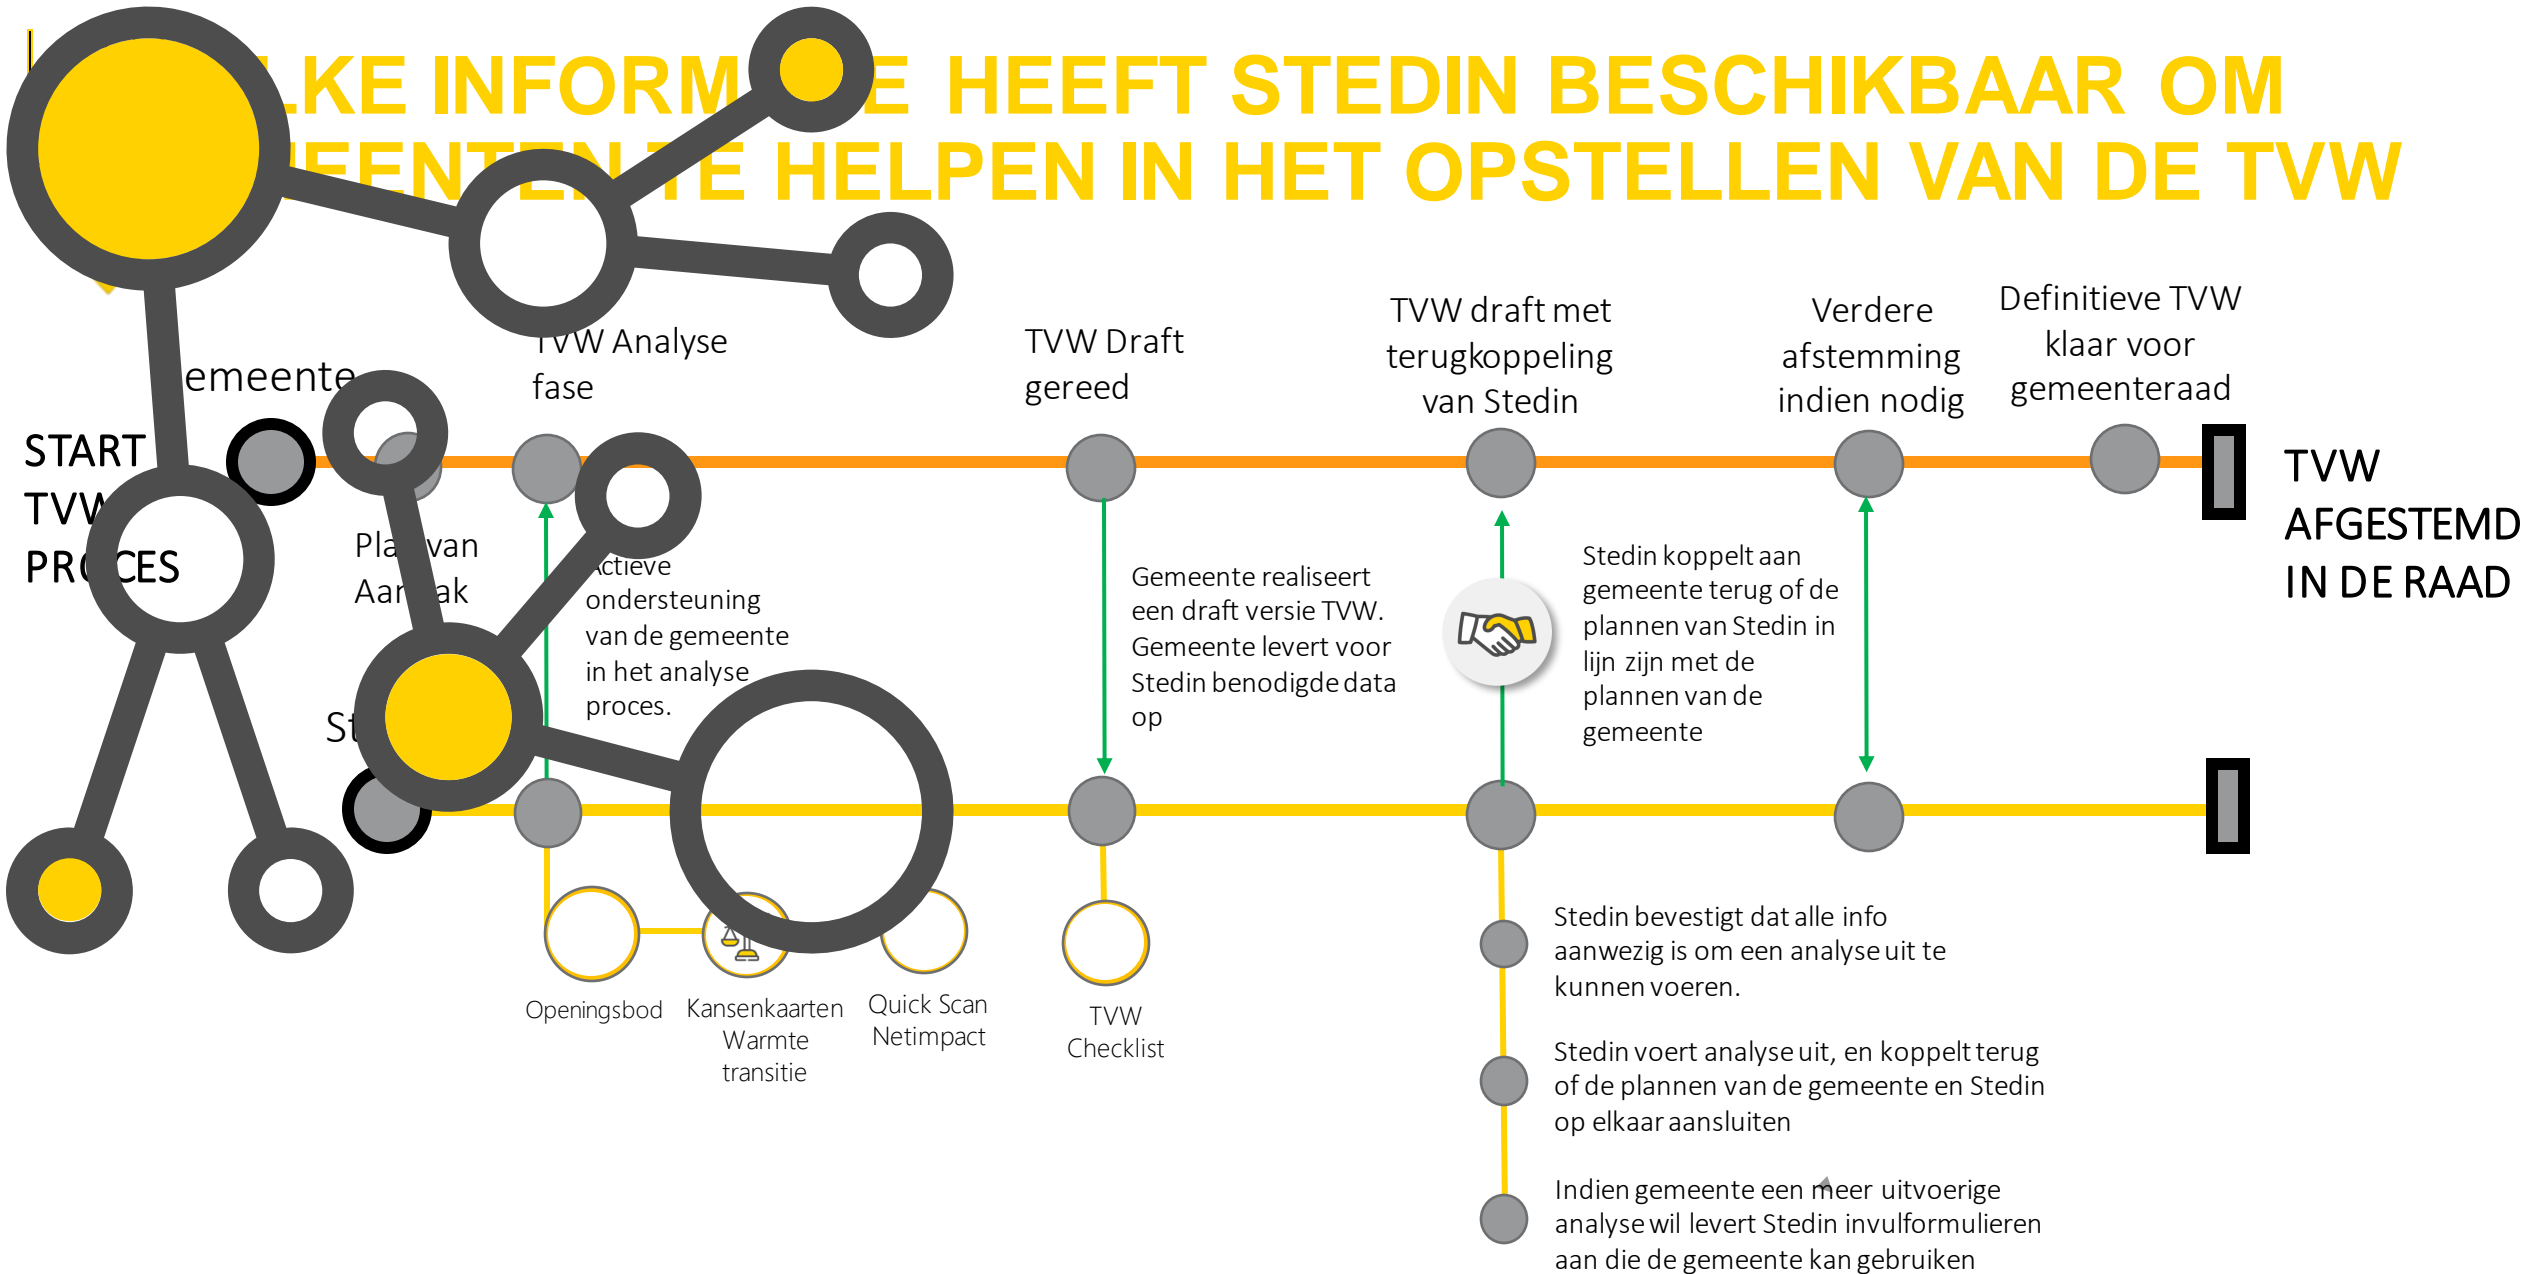 INFORM HEEFT STEDIN BESCHIKBAAR OM
TE HELPEN IN HET OPSTELLEN VAN DE TVW
TVW Analyse
fase
TVW Draft
gereed
TVW draft met
terugkoppeling
van Stedin
Verdere
afstemming
indien nodig
Definitieve TVW
klaar voor
gemeenteraad
emeente
START
TVW
PROCES
TVW
AFGESTEMD
IN DE RAAD
Plan van
Aanpak
Actieve
ondersteuning
van de gemeente
in het analyse
proces.
Gemeente realiseert
een draft versie TVW.
Gemeente levert voor
Stedin benodigde data
op
Stedin koppelt aan
gemeente terug of de
plannen van Stedin in
lijn zijn met de
plannen van de
gemeente
St
Openingsbod
Kansenkaarten
Warmte
transitie
Quick Scan
Netimpact
TVW
Checklist
Stedin bevestigt dat alle info
aanwezig is om een analyse uit te
kunnen voeren.
Stedin voert analyse uit, en koppelt terug
of de plannen van de gemeente en Stedin
op elkaar aansluiten
Indien gemeente een meer uitvoerige
analyse wil levert Stedin invulformulieren
aan die de gemeente kan gebruiken